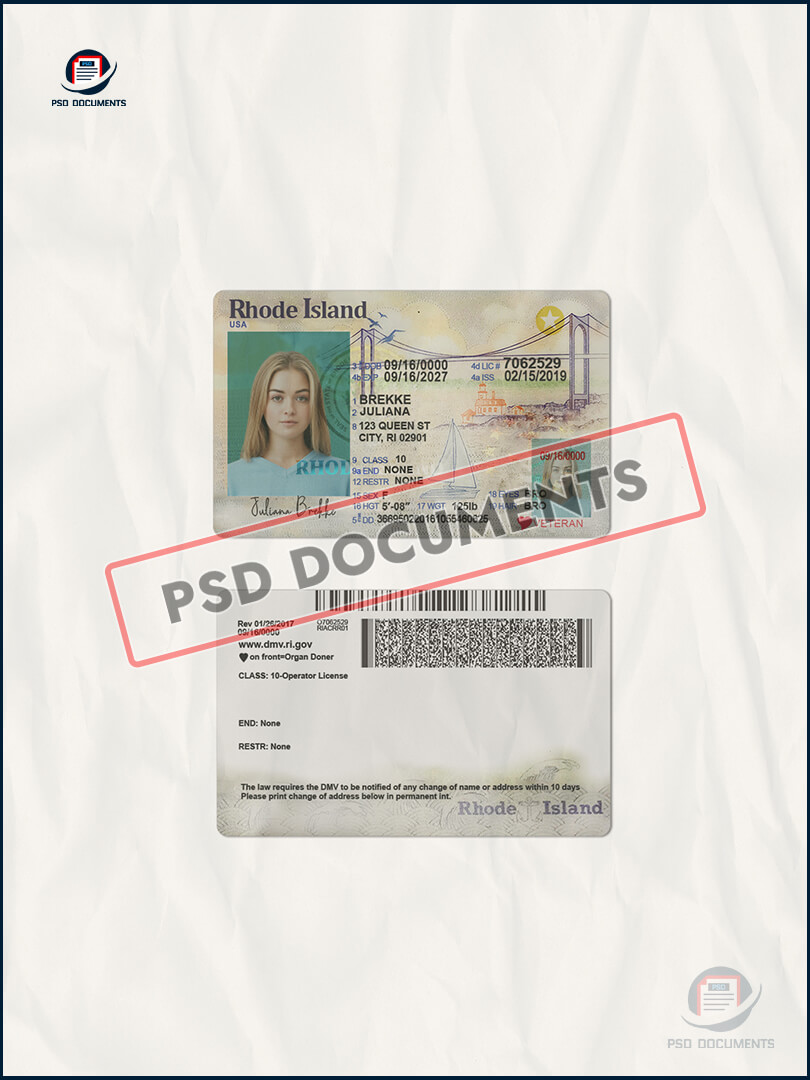 PSD
PSD DOCUMENTS
Rhode Island
USA
3 DOB 09/16/0000
4d LIC # 7062529
4b EXP 09/16/2027
4a ISS 02/15/2019
1 BREKKE
2 JULIANA
8 123 QUEEN ST
CITY, RI 02901
9 CLASS 10
9a END NONE
12 RESTR NONE
RHOD
09/16/0000
15 SEX F
18 EYES BRO
16 HGT 5'-08" 17 WGT 125lb
19 HAIR BRO
Juliana Brekke
5 DD
VETERAN
PSD DOCUMENTS
Rev 01/26/2017
07062529
RIACRR01
09/16/0000
www.dmv.ri.gov
on front=Organ Doner
CLASS: 10-Operator License
END: None
RESTR: None
The law requires the DMV to be notified of any change of name or address within 10 days
Please print change of address below in permanent int.
Rhode Island
PSD
PSD DOCUMENTS